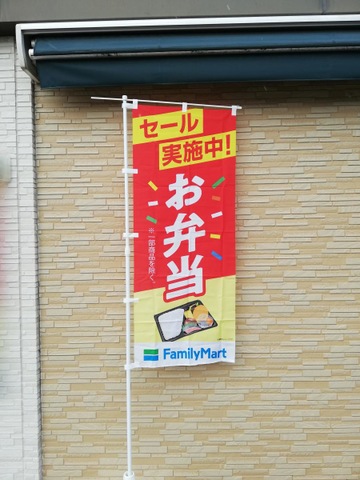 セール
実施中!
お弁当
※一部商品を除く。
FamilyMart